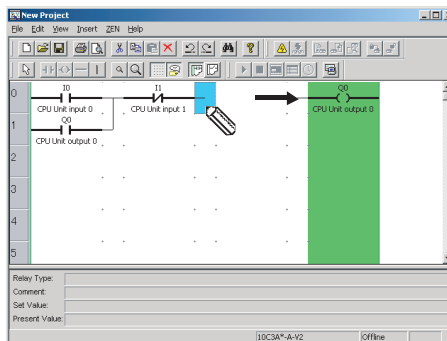 New Project
File Edit View Insert ZEN Help
0
I0
I1
Q0
CPU Unit input 0
CPU Unit input 1
CPU Unit output 0
1
Q0
CPU Unit output 0
2
3
4
5
Relay Type:
Comment:
Set Value:
Present Value:
10C3A*-A-V2
Offline